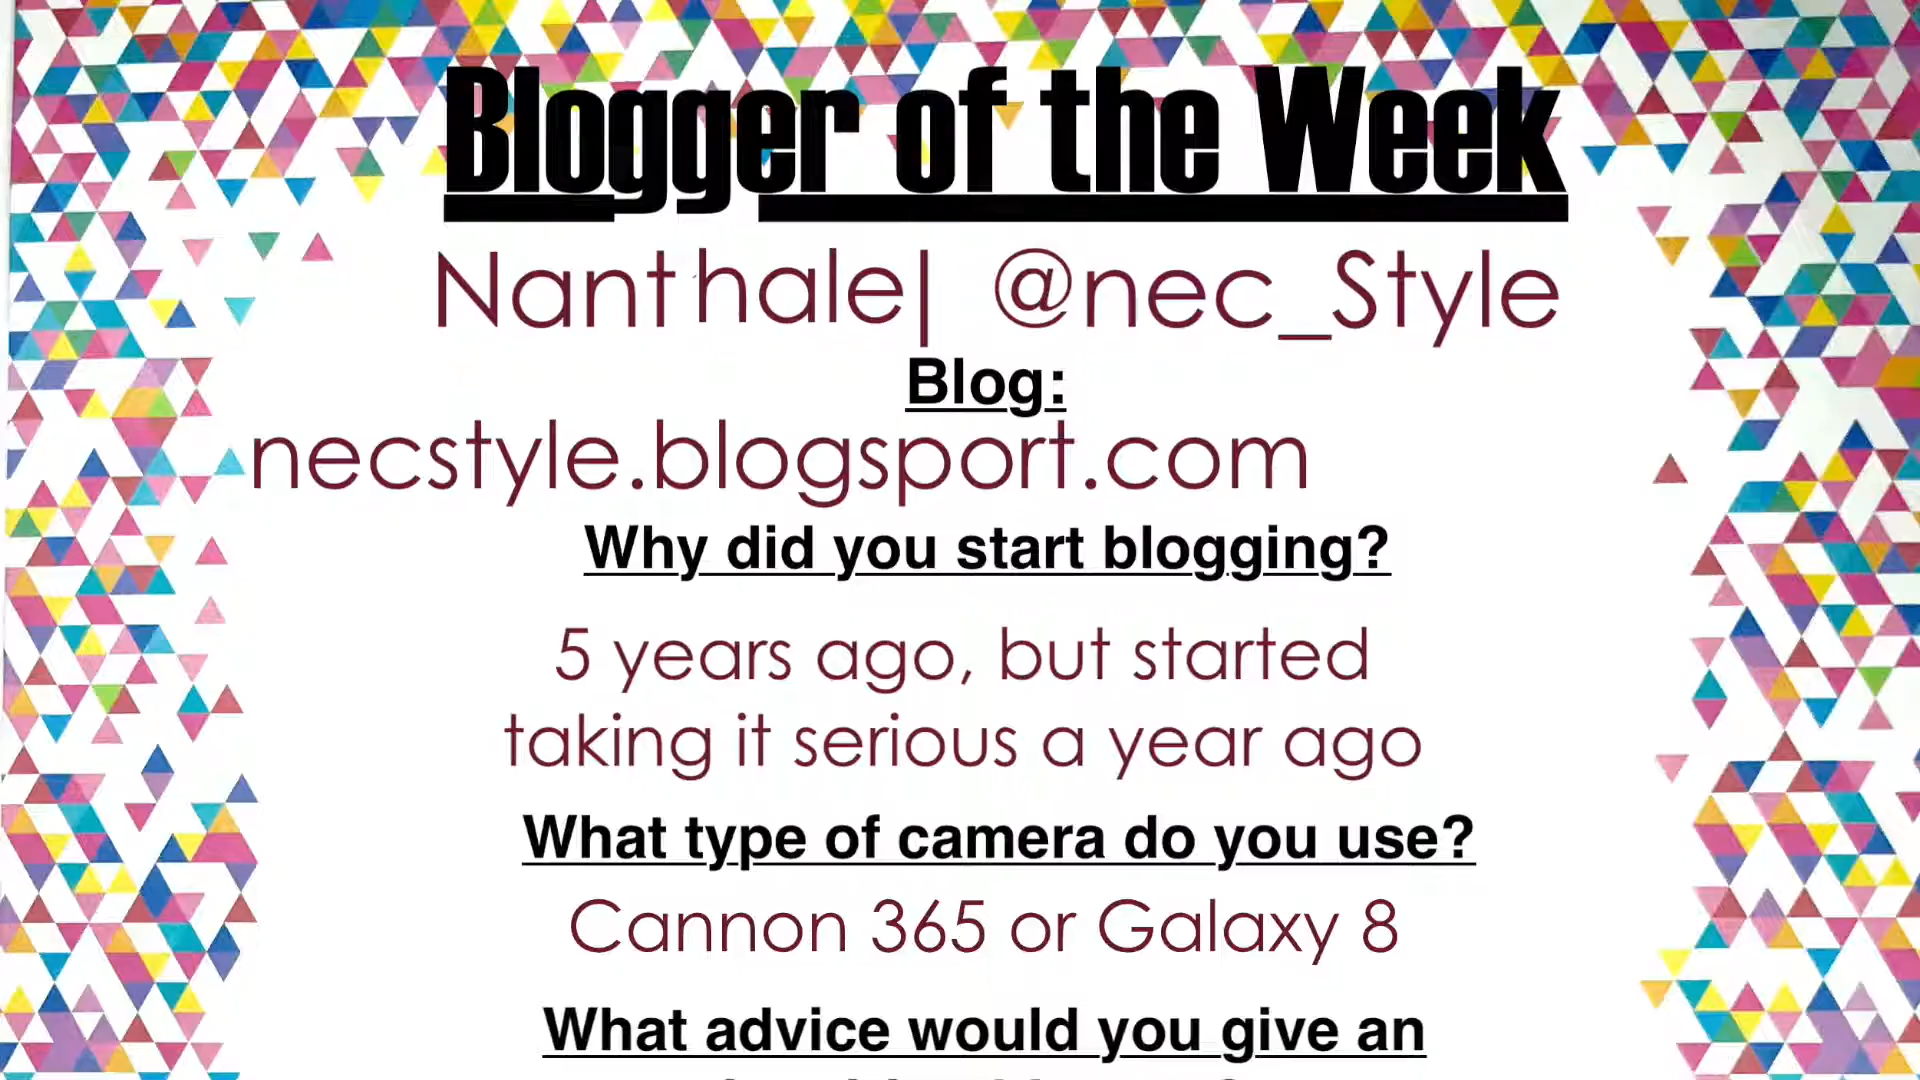 Blogger of the Week
Nanthale| @nec_Style
Blog:
necstyle.blogsport.com
Why did you start blogging?
5 years ago, but started
taking it serious a year ago
What type of camera do you use?
Cannon 365 or Galaxy 8
What advice would you give an